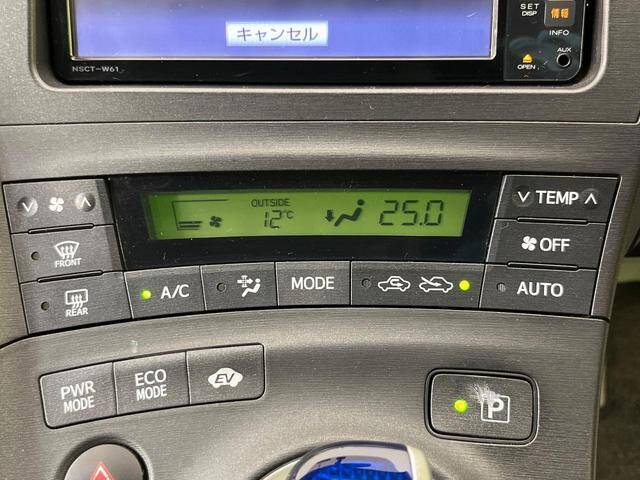 キャンセル
SET
DISP
情報
INFO
AUX
NSCT-W61
OPEN
OUTSIDE
12℃
25.0
TEMP
OFF
FRONT
REAR
A/C
MODE
AUTO
PWR
MODE
ECO
MODE
EV
P